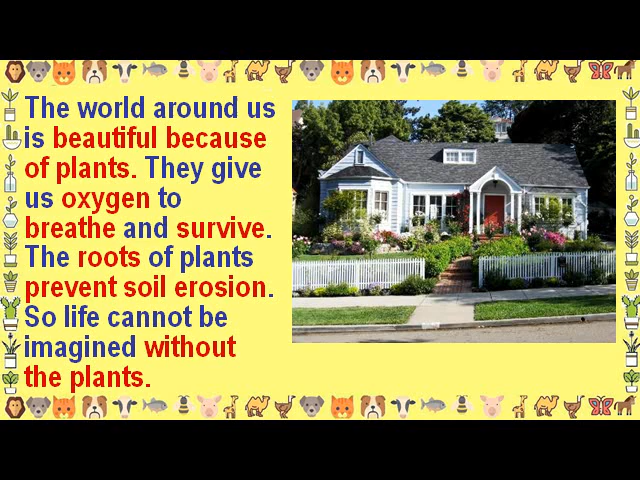 The world around us
is beautiful because
of plants. They give
us oxygen to
breathe and survive.
The roots of plants
prevent soil erosion.
So life cannot be
imagined without
the plants.